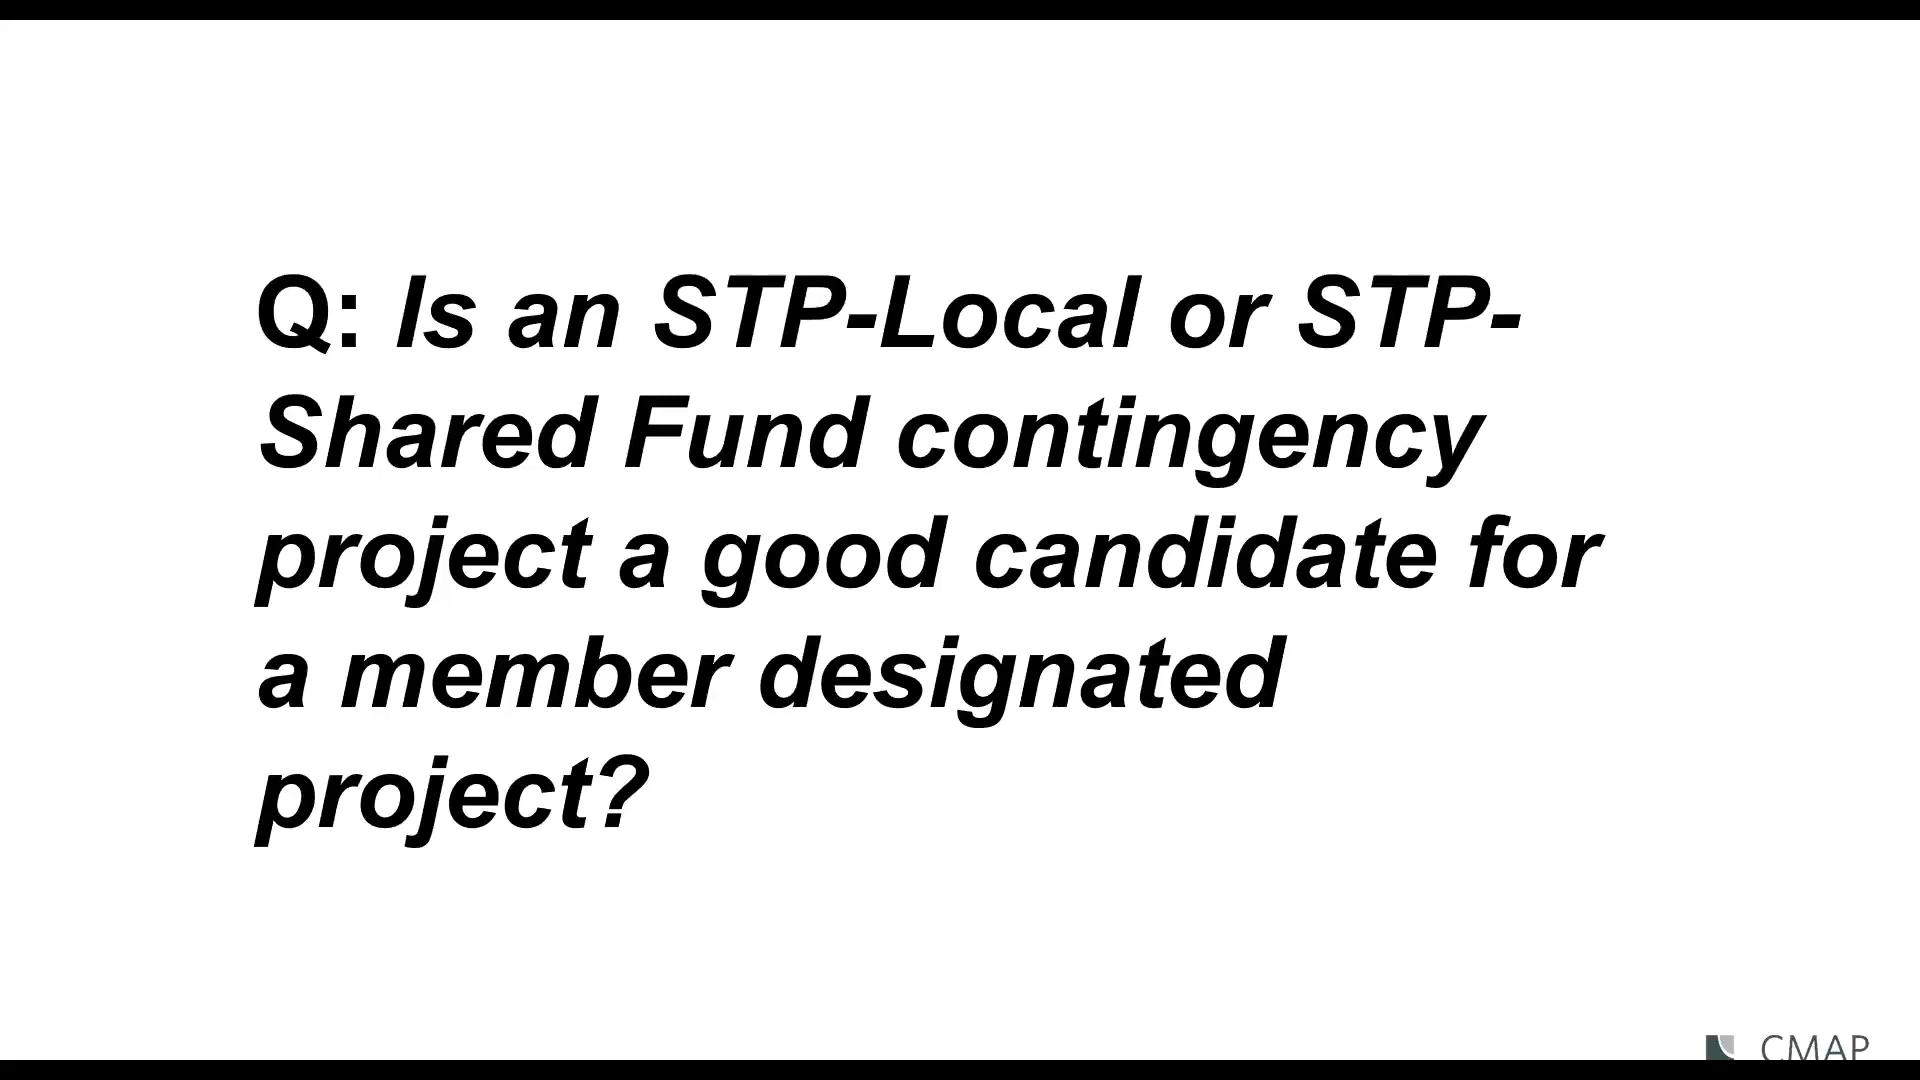 Q: Is an STP-Local or STP-
Shared Fund contingency
project a good candidate for
a member designated
project?
CMAP